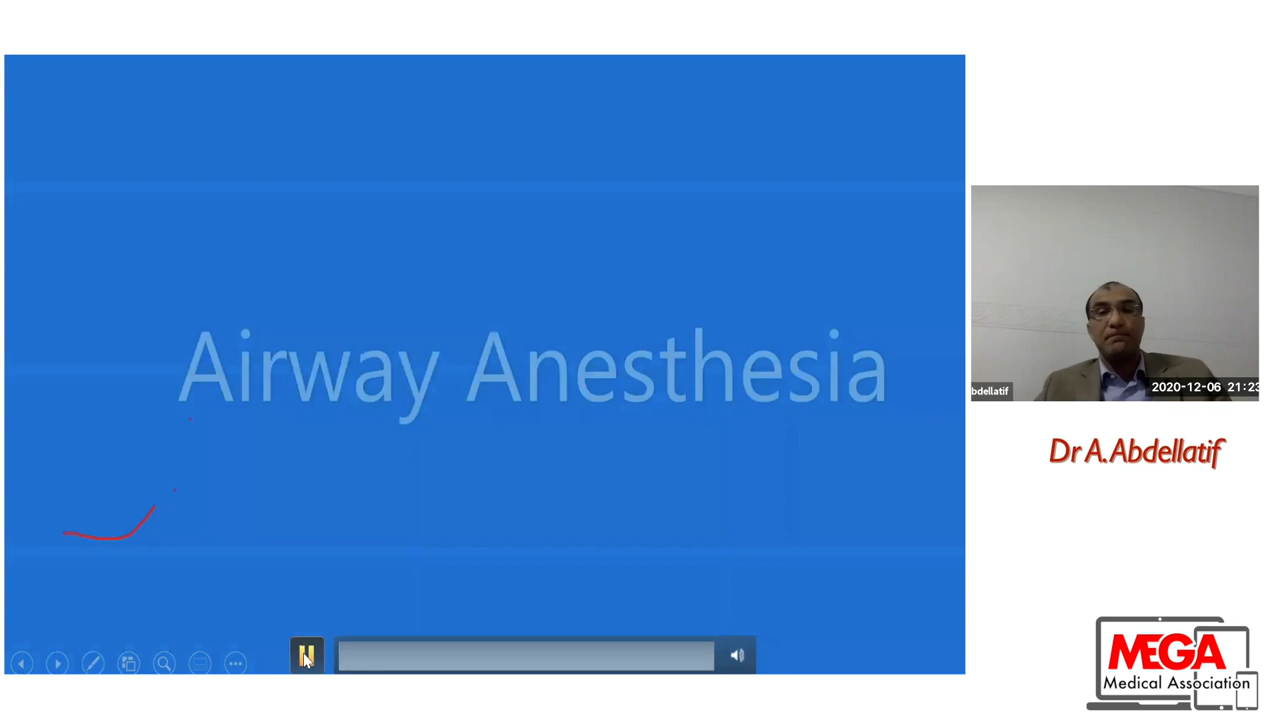 Airway Anesthesia
bdellatif
2020-12-06 21:23
Dr A.Abdellatif
MEGA
Medical Association